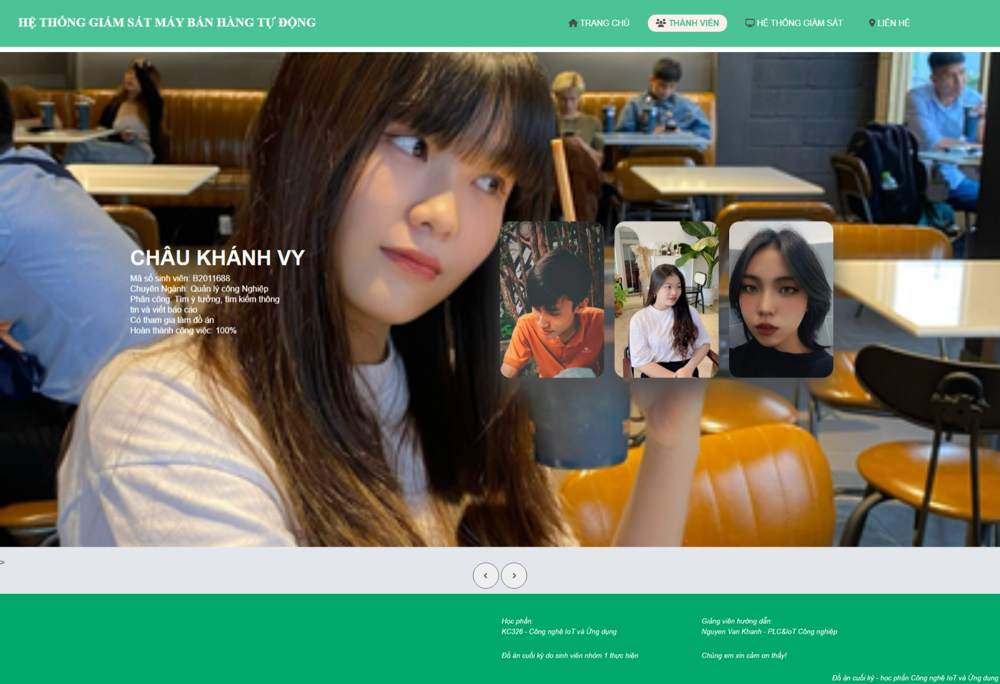 HỆ THỐNG GIÁM SÁT MÁY BÁN HÀNG TỰ ĐỘNG
TRANG CHỦ
THÀNH VIÊN
HỆ THỐNG GIÁM SÁT
LIÊN HỆ
CHÂU KHÁNH VY
Mã số sinh viên: B2011688
Chuyên Ngành: Quản lý công Nghiệp
Phân công: Tìm ý tưởng, tìm kiếm thông
tin và viết báo cáo
Có tham gia làm đồ án
Hoàn thành công việc: 100%
>
Học phần:
KC326 - Công nghệ IoT và Ứng dụng
Đồ án cuối kỳ do sinh viên nhóm 1 thực hiện
Giảng viên hướng dẫn:
Nguyen Van Khanh - PLC&IoT Công nghiệp
Chúng em xin cảm ơn thầy!
Đồ án cuối kỳ - học phần Công nghệ IoT và Ứng dụng